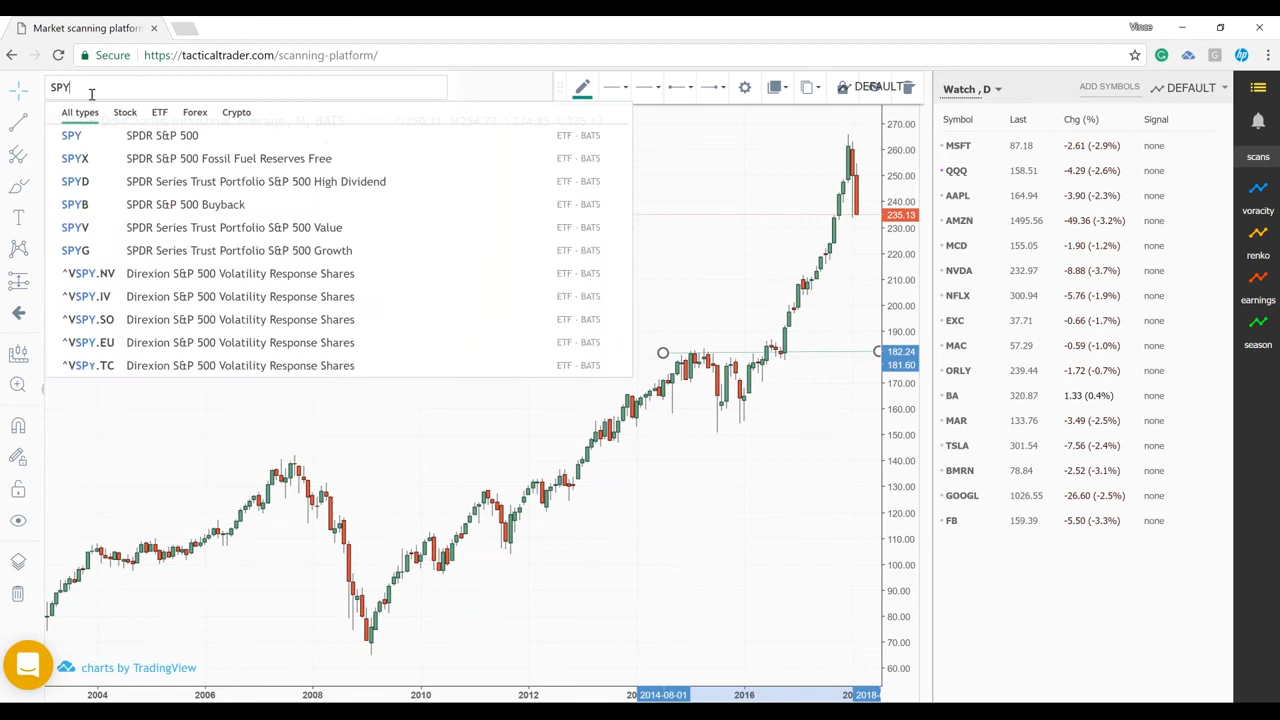 Market scanning platform
Vince
Secure https://tacticaltrader.com/scanning-platform/
SPY
DEFAULT
Watch , D
ADD SYMBOLS
DEFAULT
All types Stock ETF Forex Crypto
SPY SPDR S&P 500 ETF - BATS
SPYX SPDR S&P 500 Fossil Fuel Reserves Free ETF - BATS
SPYD SPDR Series Trust Portfolio S&P 500 High Dividend ETF - BATS
SPYB SPDR S&P 500 Buyback ETF - BATS
SPYV SPDR Series Trust Portfolio S&P 500 Value ETF - BATS
SPYG SPDR Series Trust Portfolio S&P 500 Growth ETF - BATS
^VSPY.NV Direxion S&P 500 Volatility Response Shares ETF - BATS
^VSPY.IV Direxion S&P 500 Volatility Response Shares ETF - BATS
^VSPY.SO Direxion S&P 500 Volatility Response Shares ETF - BATS
^VSPY.EU Direxion S&P 500 Volatility Response Shares ETF - BATS
^VSPY.TC Direxion S&P 500 Volatility Response Shares ETF - BATS
270.00
260.00
250.00
240.00
235.13
230.00
220.00
210.00
200.00
190.00
182.24
181.60
170.00
160.00
150.00
140.00
130.00
120.00
110.00
100.00
90.00
80.00
70.00
60.00
charts by TradingView
2004 2006 2008 2010 2012 2014-08-01 2016
Symbol Last Chg (%) Signal
MSFT 87.18 -2.61 (-2.9%) none
QQQ 158.51 -4.29 (-2.6%) none
AAPL 164.94 -3.90 (-2.3%) none
AMZN 1495.56 -49.36 (-3.2%) none
MCD 155.05 -1.90 (-1.2%) none
NVDA 232.97 -8.88 (-3.7%) none
NFLX 300.94 -5.76 (-1.9%) none
EXC 37.71 -0.66 (-1.7%) none
MAC 57.29 -0.59 (-1.0%) none
ORLY 239.44 -1.72 (-0.7%) none
BA 320.87 1.33 (0.4%) none
MAR 133.76 -3.49 (-2.5%) none
TSLA 301.54 -7.56 (-2.4%) none
BMRN 78.84 -2.52 (-3.1%) none
GOOGL 1026.55 -26.60 (-2.5%) none
FB 159.39 -5.50 (-3.3%) none
scans
voracity
renko
earnings
season